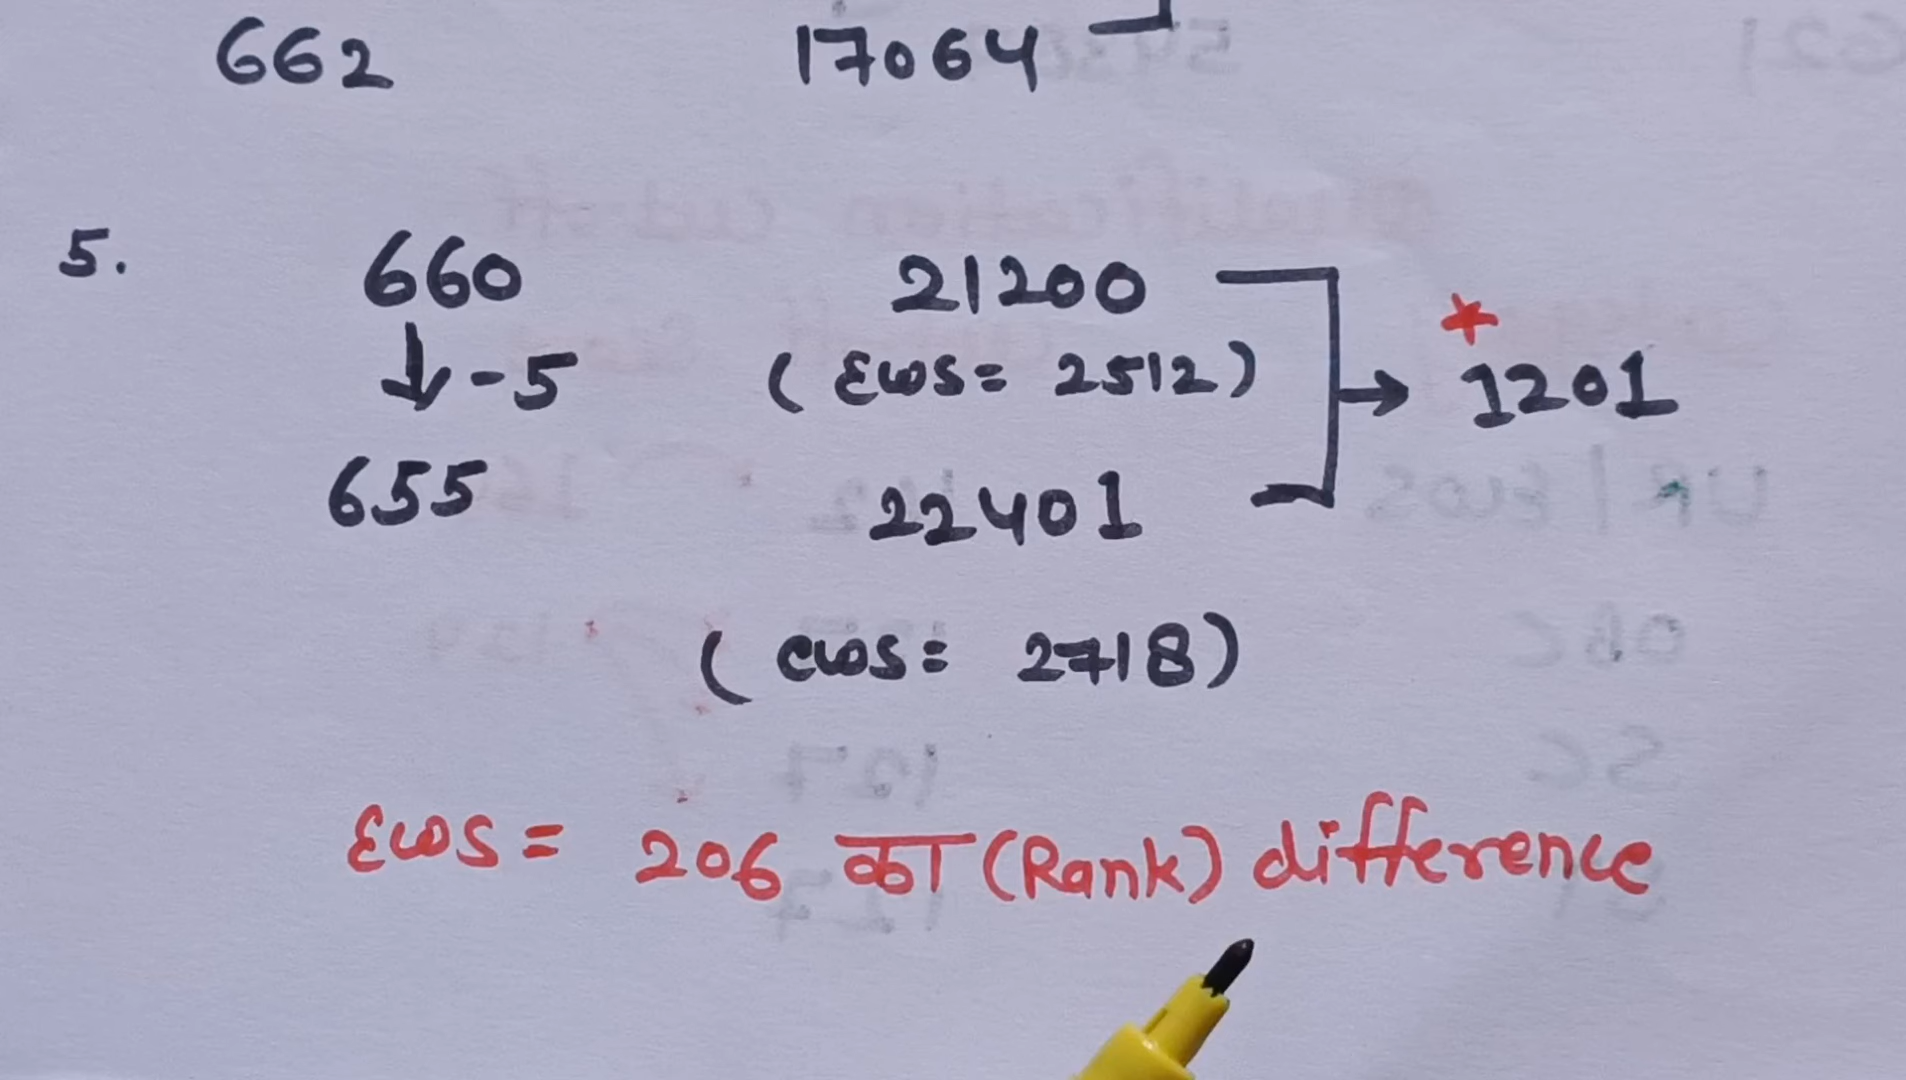 662 17064
5. 660 21200
↓-5 (EWS= 2512) → 1201
655 22401
(EWS= 2718)
EWS= 206 का (Rank) difference